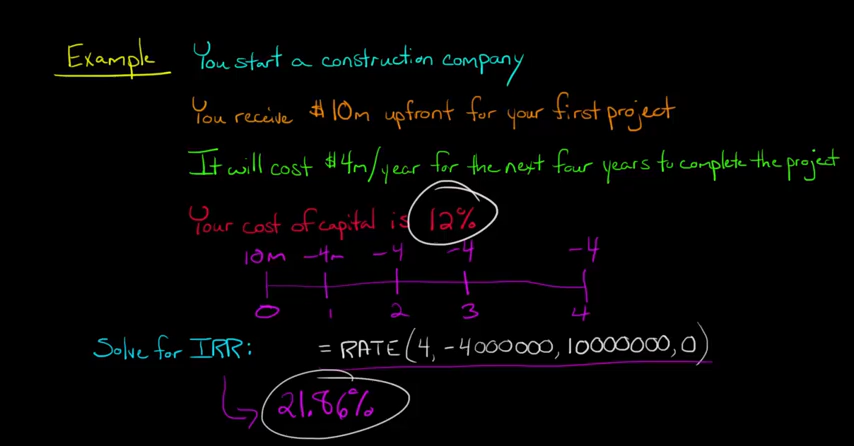 Example You start a construction company
You receive $10m upfront for your first project
It will cost $4m/year for the next four years to complete the project
Your cost of capital is 12%
10m -4m -4 -4 -4
0 1 2 3 4
Solve for IRR: = RATE(4, -4000000, 10000000, 0)
21.86%